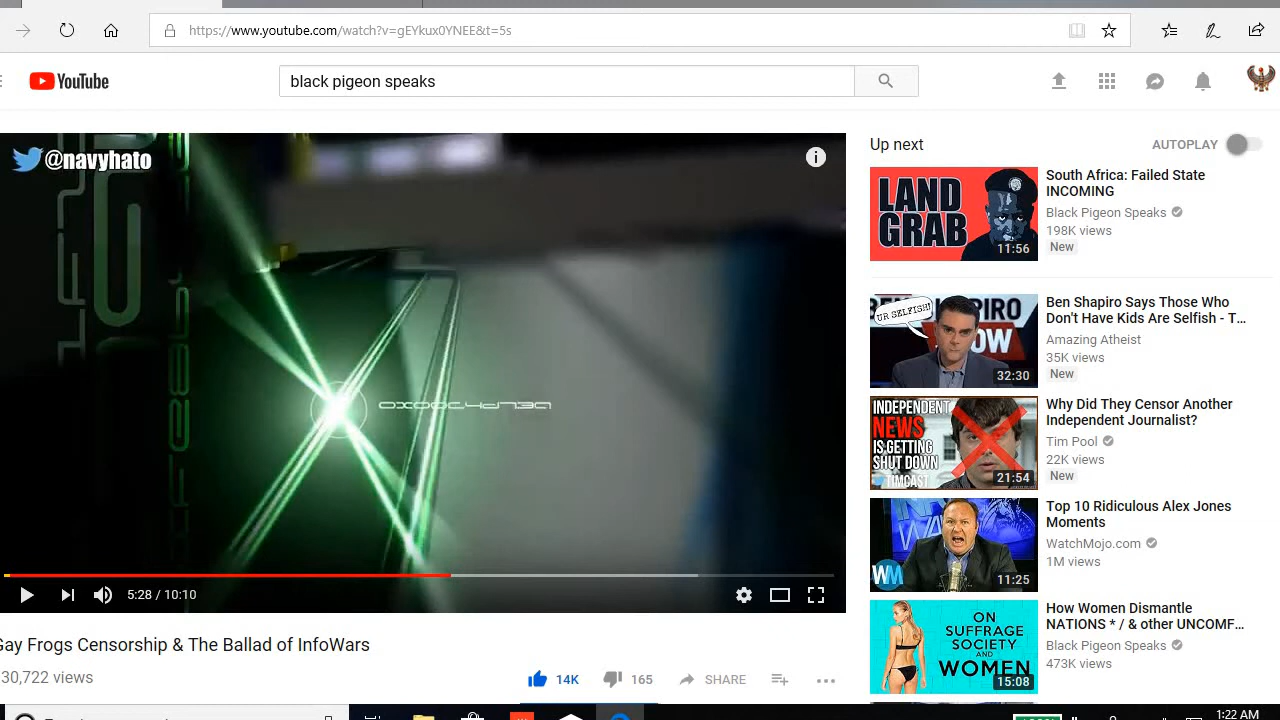 https://www.youtube.com/watch?v=gEYkux0YNEE&t=5s
YouTube
black pigeon speaks
@navyhato
5:28 / 10:10
Gay Frogs Censorship & The Ballad of InfoWars
30,722 views
14K
165
SHARE
Up next
AUTOPLAY
LAND
GRAB
11:56
South Africa: Failed State
INCOMING
Black Pigeon Speaks
198K views
New
UR SELFISH!
32:30
Ben Shapiro Says Those Who
Don't Have Kids Are Selfish - T...
Amazing Atheist
35K views
New
INDEPENDENT
NEWS
IS GETTING
SHUT DOWN
TIMCAST
21:54
Why Did They Censor Another
Independent Journalist?
Tim Pool
22K views
New
WM
11:25
Top 10 Ridiculous Alex Jones
Moments
WatchMojo.com
1M views
ON
SUFFRAGE
SOCIETY
AND
WOMEN
15:08
How Women Dismantle
NATIONS * / & other UNCOMF...
Black Pigeon Speaks
473K views
1:22 AM